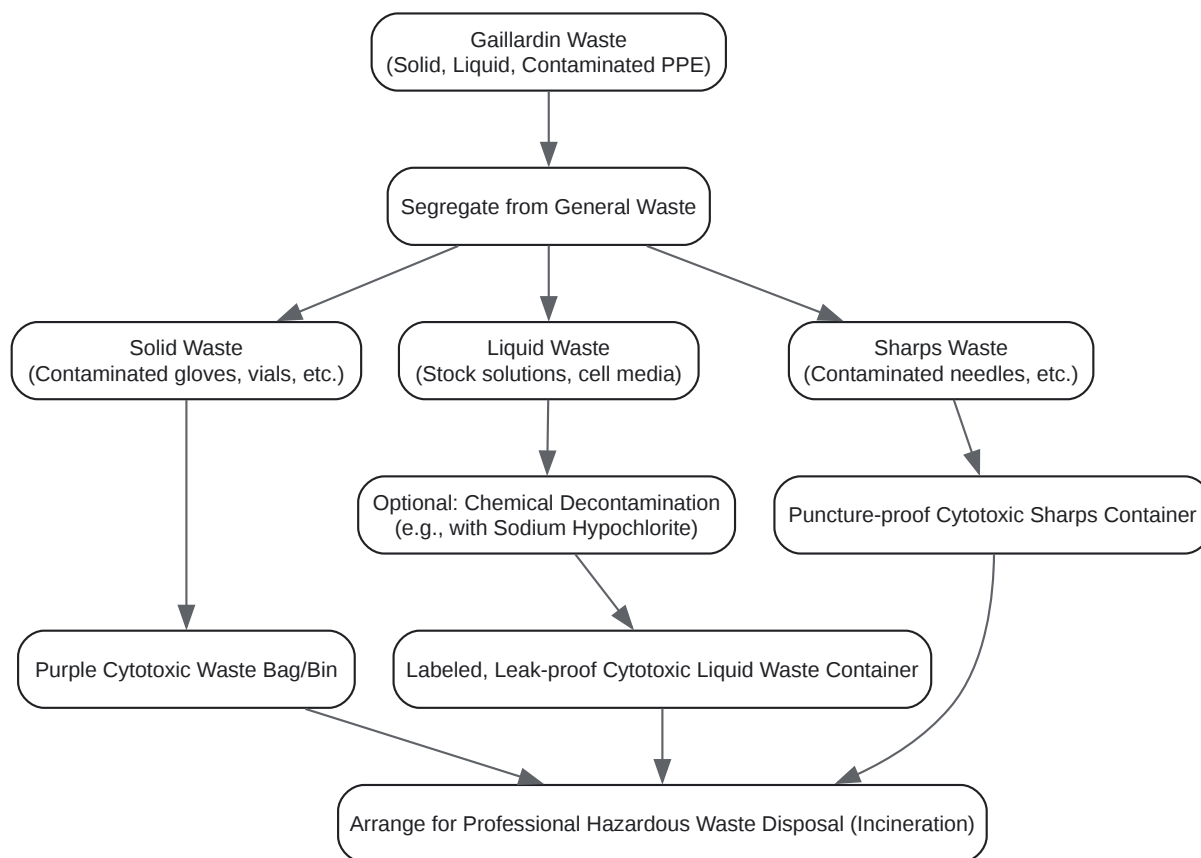 Gaillardin Waste
(Solid, Liquid, Contaminated PPE)
Segregate from General Waste
Solid Waste
(Contaminated gloves, vials, etc.)
Liquid Waste
(Stock solutions, cell media)
Sharps Waste
(Contaminated needles, etc.)
Optional: Chemical Decontamination
(e.g., with Sodium Hypochlorite)
Puncture-proof Cytotoxic Sharps Container
Purple Cytotoxic Waste Bag/Bin
Labeled, Leak-proof Cytotoxic Liquid Waste Container
Arrange for Professional Hazardous Waste Disposal (Incineration)